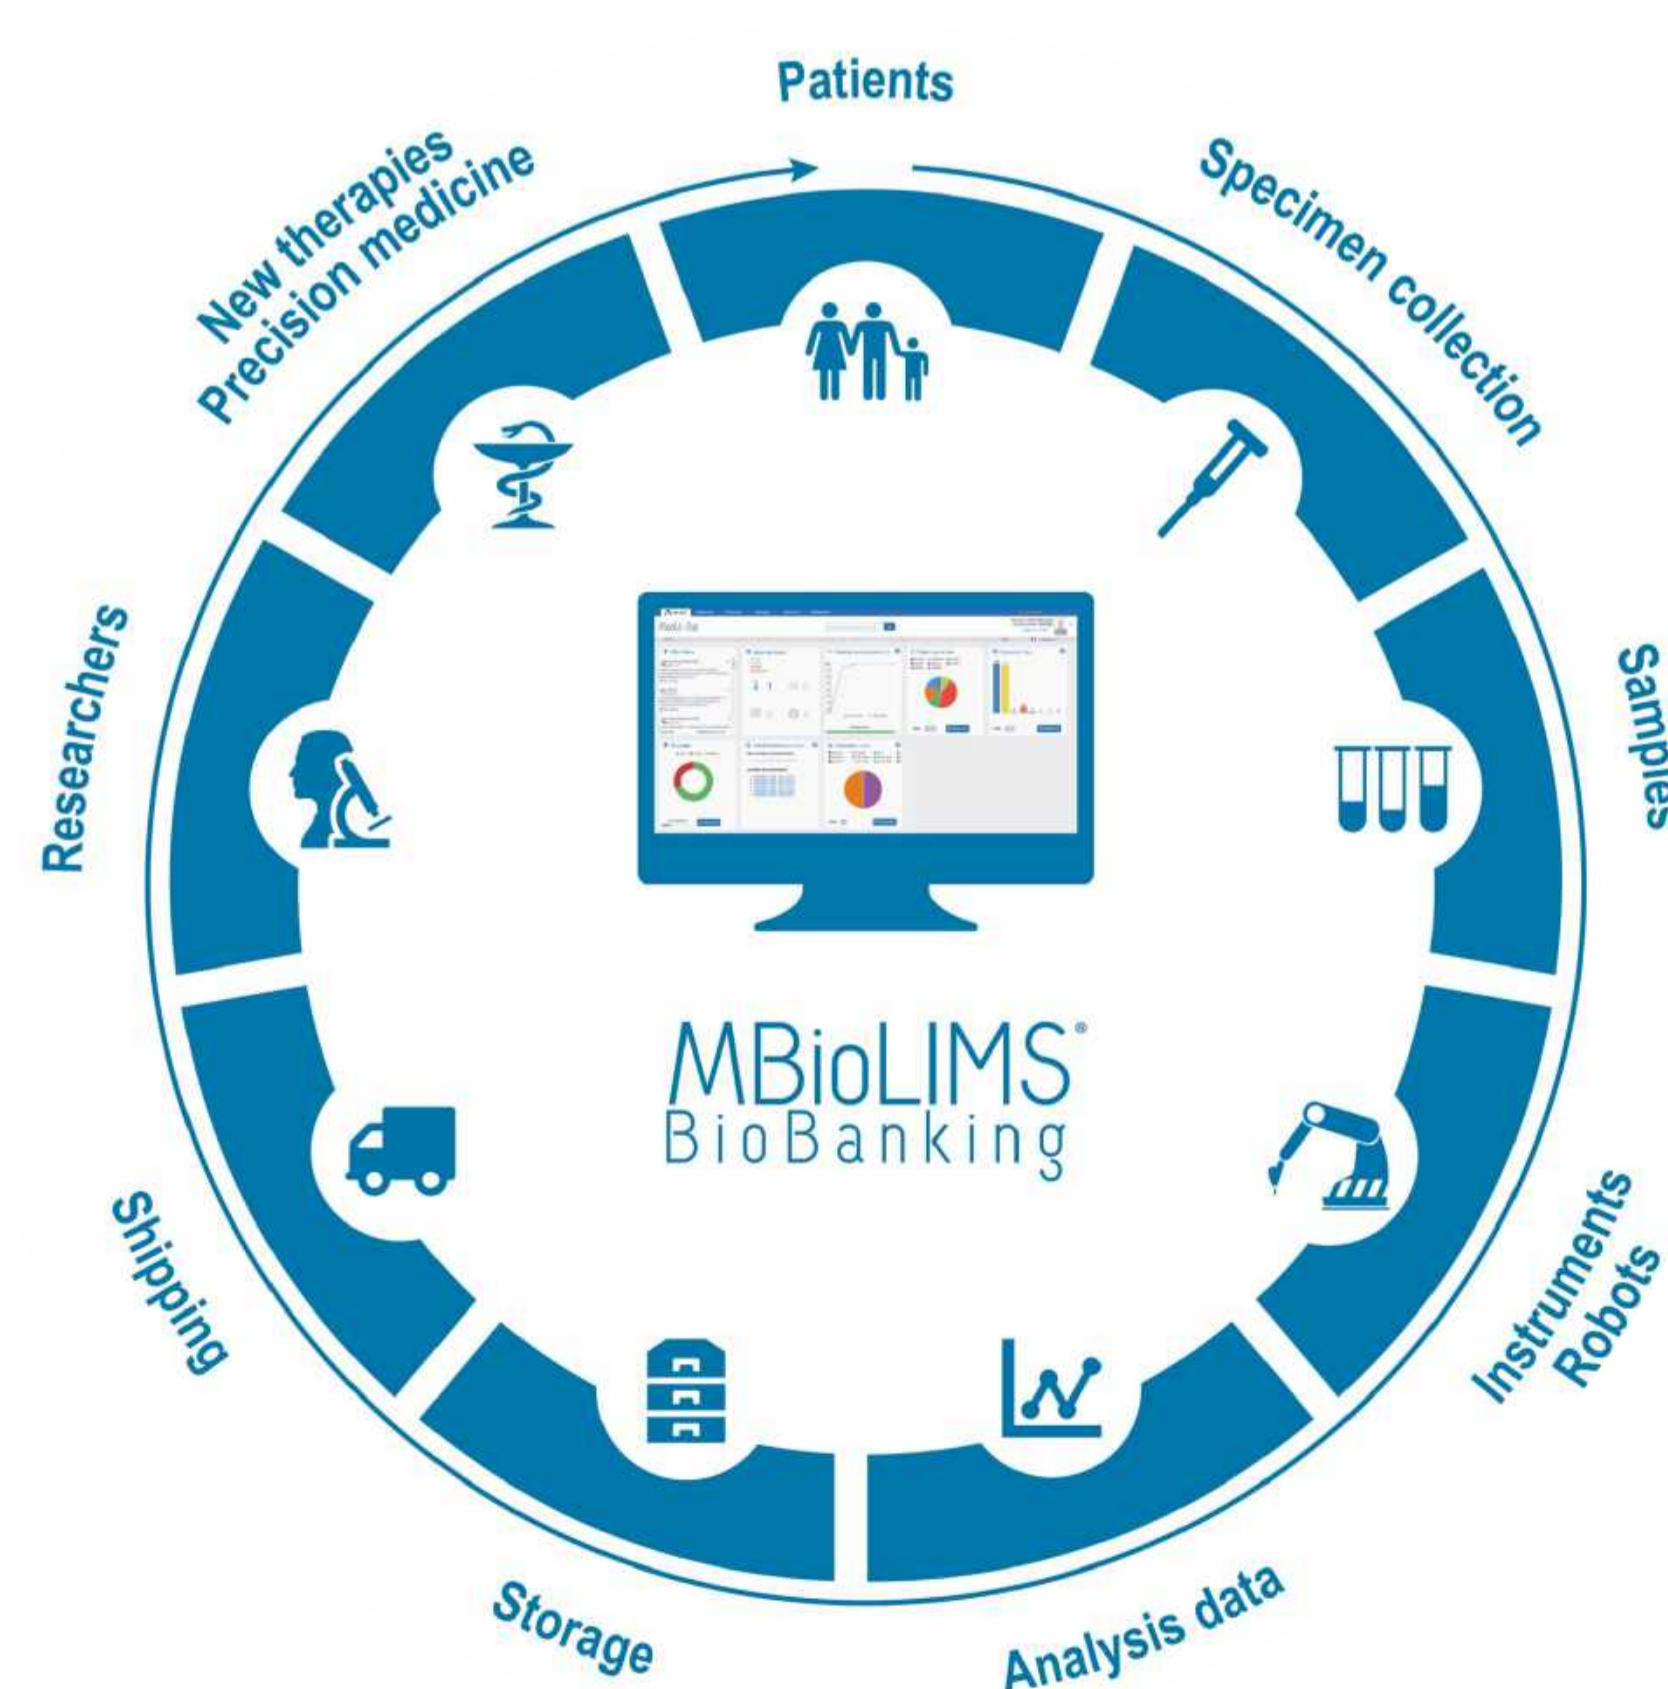 Patients
Specimen collection
Samples
Instruments
Robots
Analysis data
Storage
Shipping
Researchers
New therapies
Precision medicine
MBioLIMS®
BioBanking